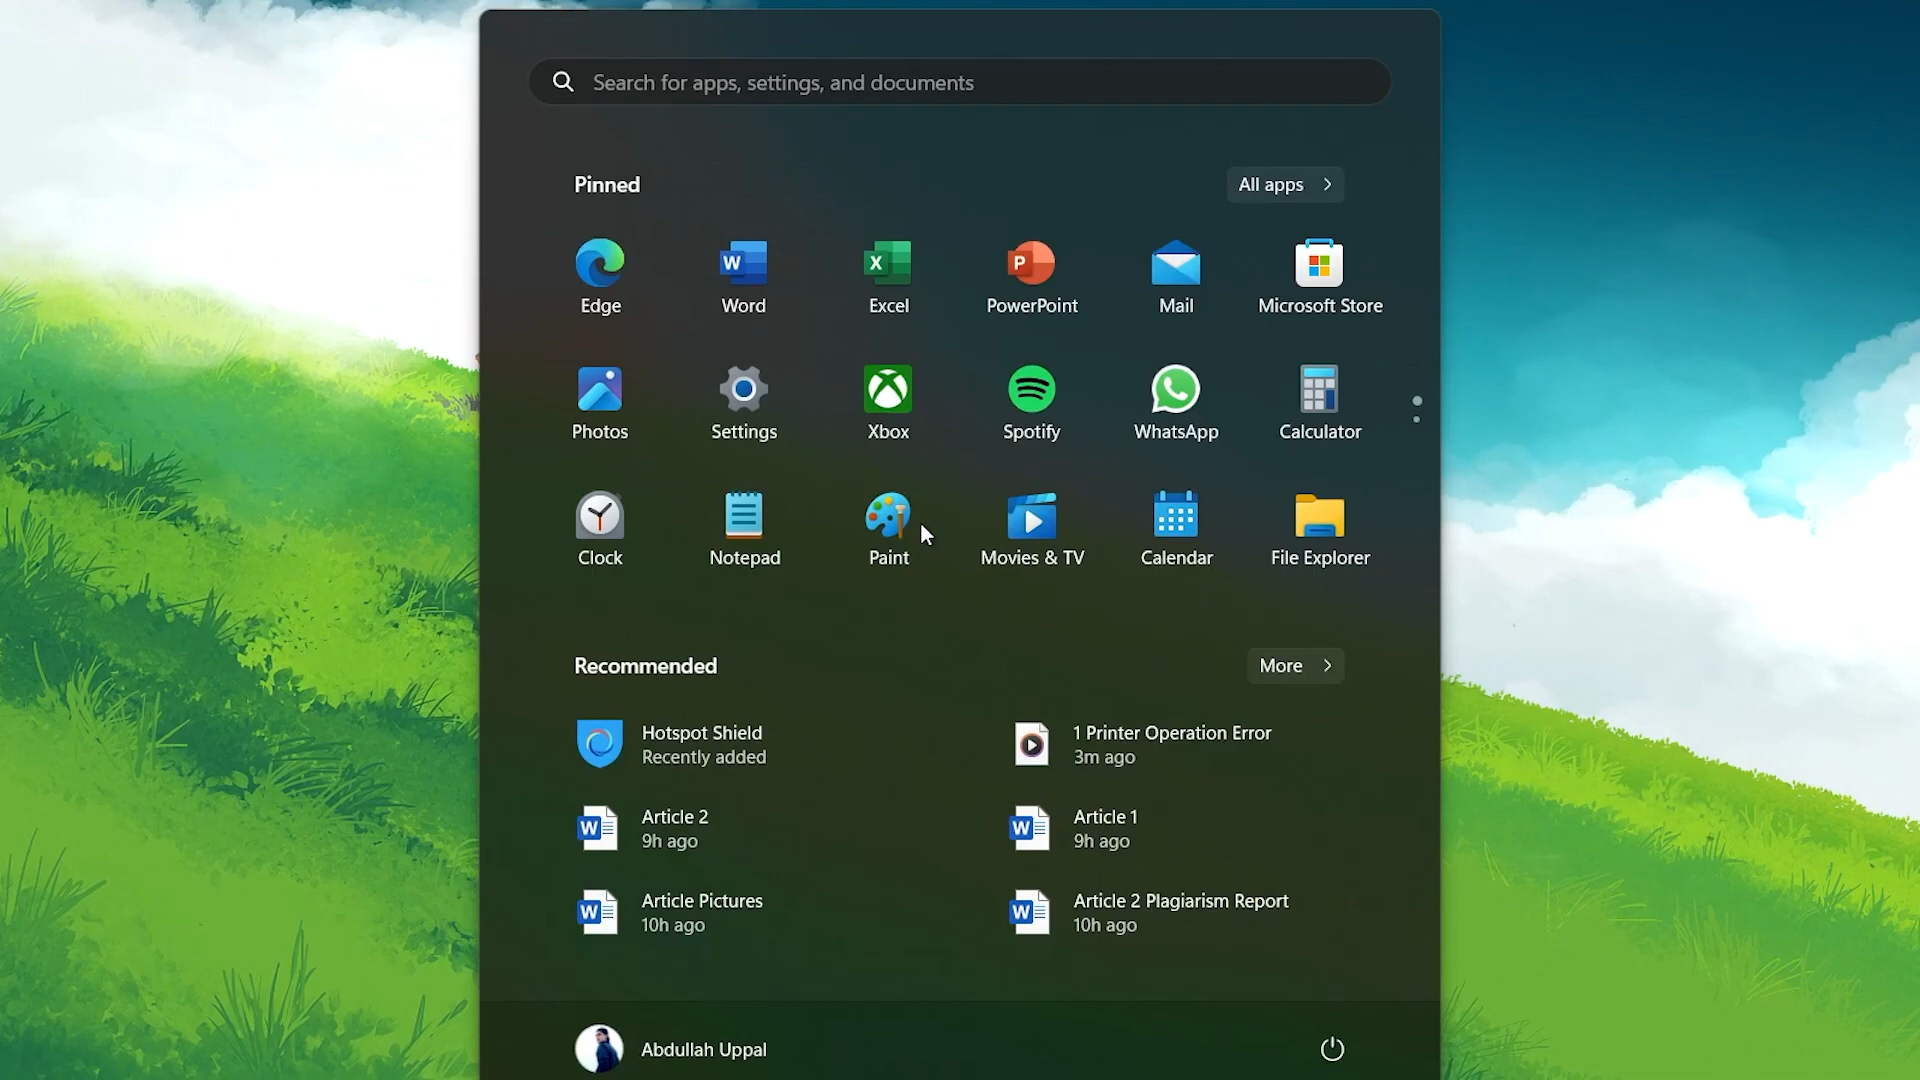 Search for apps, settings, and documents
Pinned
All apps
Edge
Word
Excel
PowerPoint
Mail
Microsoft Store
Photos
Settings
Xbox
Spotify
WhatsApp
Calculator
Clock
Notepad
Paint
Movies & TV
Calendar
File Explorer
Recommended
More
Hotspot Shield
Recently added
1 Printer Operation Error
3m ago
Article 2
9h ago
Article 1
9h ago
Article Pictures
10h ago
Article 2 Plagiarism Report
10h ago
Abdullah Uppal